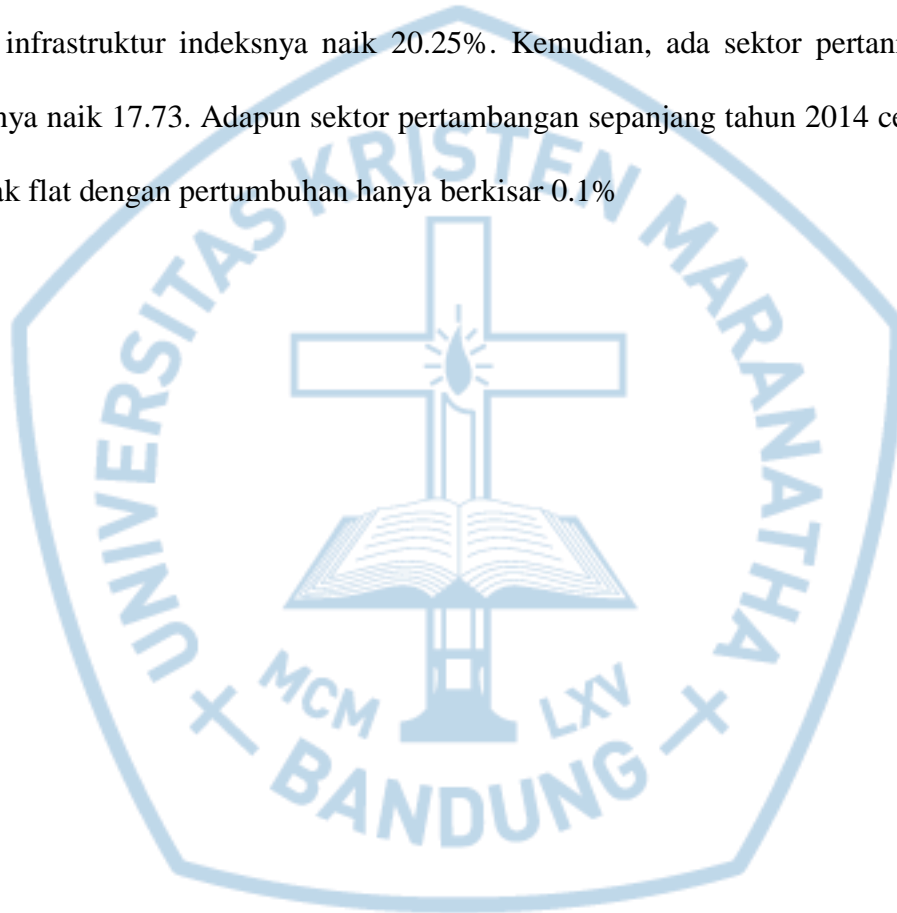 infrastruktur indeksnya naik 20.25%. Kemudian, ada sektor
nya naik 17.73. Adapun sektor pertambangan sepanjang tahun 2014
flat dengan pertumbuhan hanya berkisar 0.1%
UNIVERSITAS KRISTEN MARANATHA
MCM LXV
BANDUNG